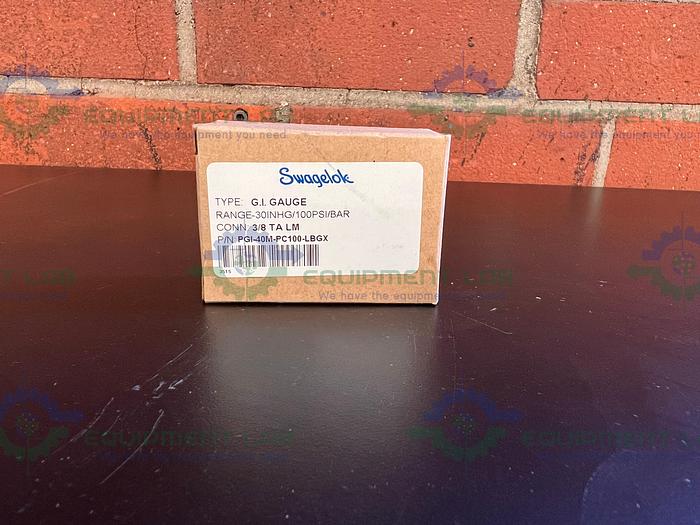 Swagelok
TYPE: G.I. GAUGE
RANGE-30INHG/100PSI/BAR
CONN: 3/8 TA LM
P/N: PGI-40M-PC100-LBGX
3515
EQUIPMENT LAB
We have the equipment you need